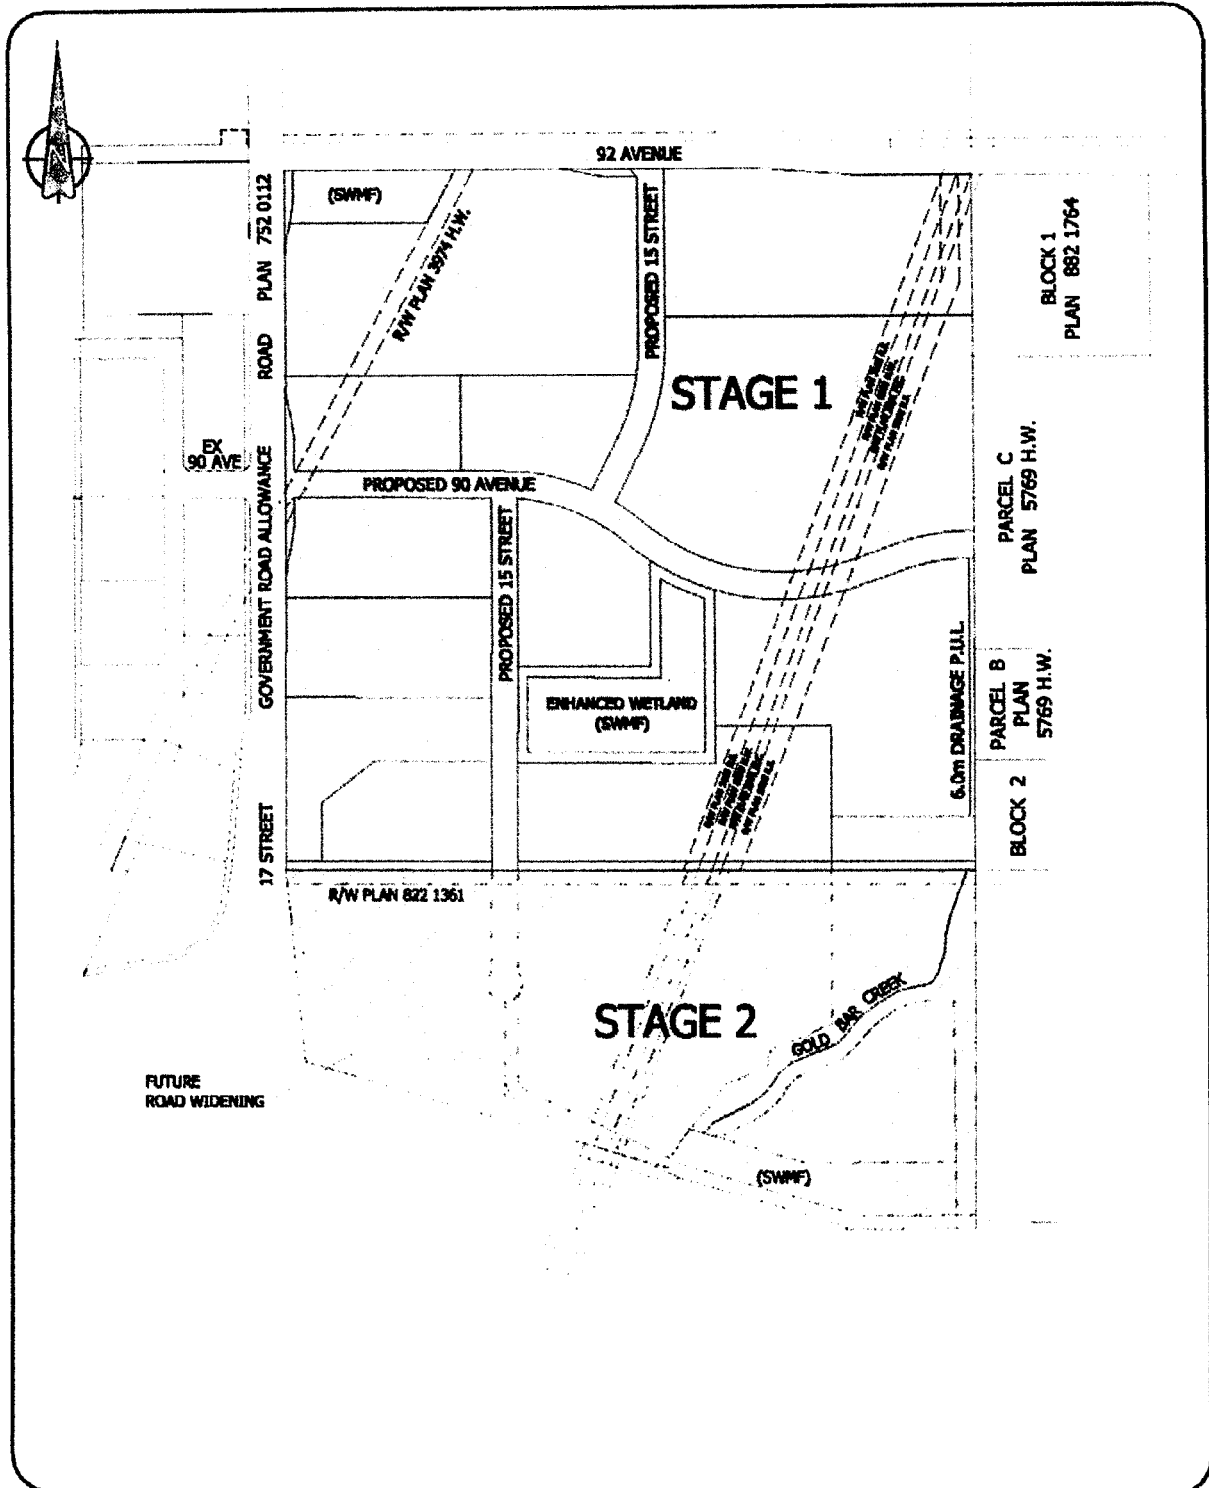 92 AVENUE
(SWMF)
PLAN 752 0112
R/W PLAN 3974 H.W.
PROPOSED 15 STREET
BLOCK 1
PLAN 882 1764
ROAD
STAGE 1
EX
90 AVE
GOVERNMENT ROAD ALLOWANCE
PROPOSED 90 AVENUE
PARCEL C
PLAN 5769 H.W.
PROPOSED 15 STREET
6.0m DRAINAGE P.U.L.
PARCEL B
PLAN
5769 H.W.
ENHANCED WETLAND
(SWMF)
17 STREET
BLOCK 2
R/W PLAN 822 1361
STAGE 2
GOLD BAR CREEK
FUTURE
ROAD WIDENING
(SWMF)